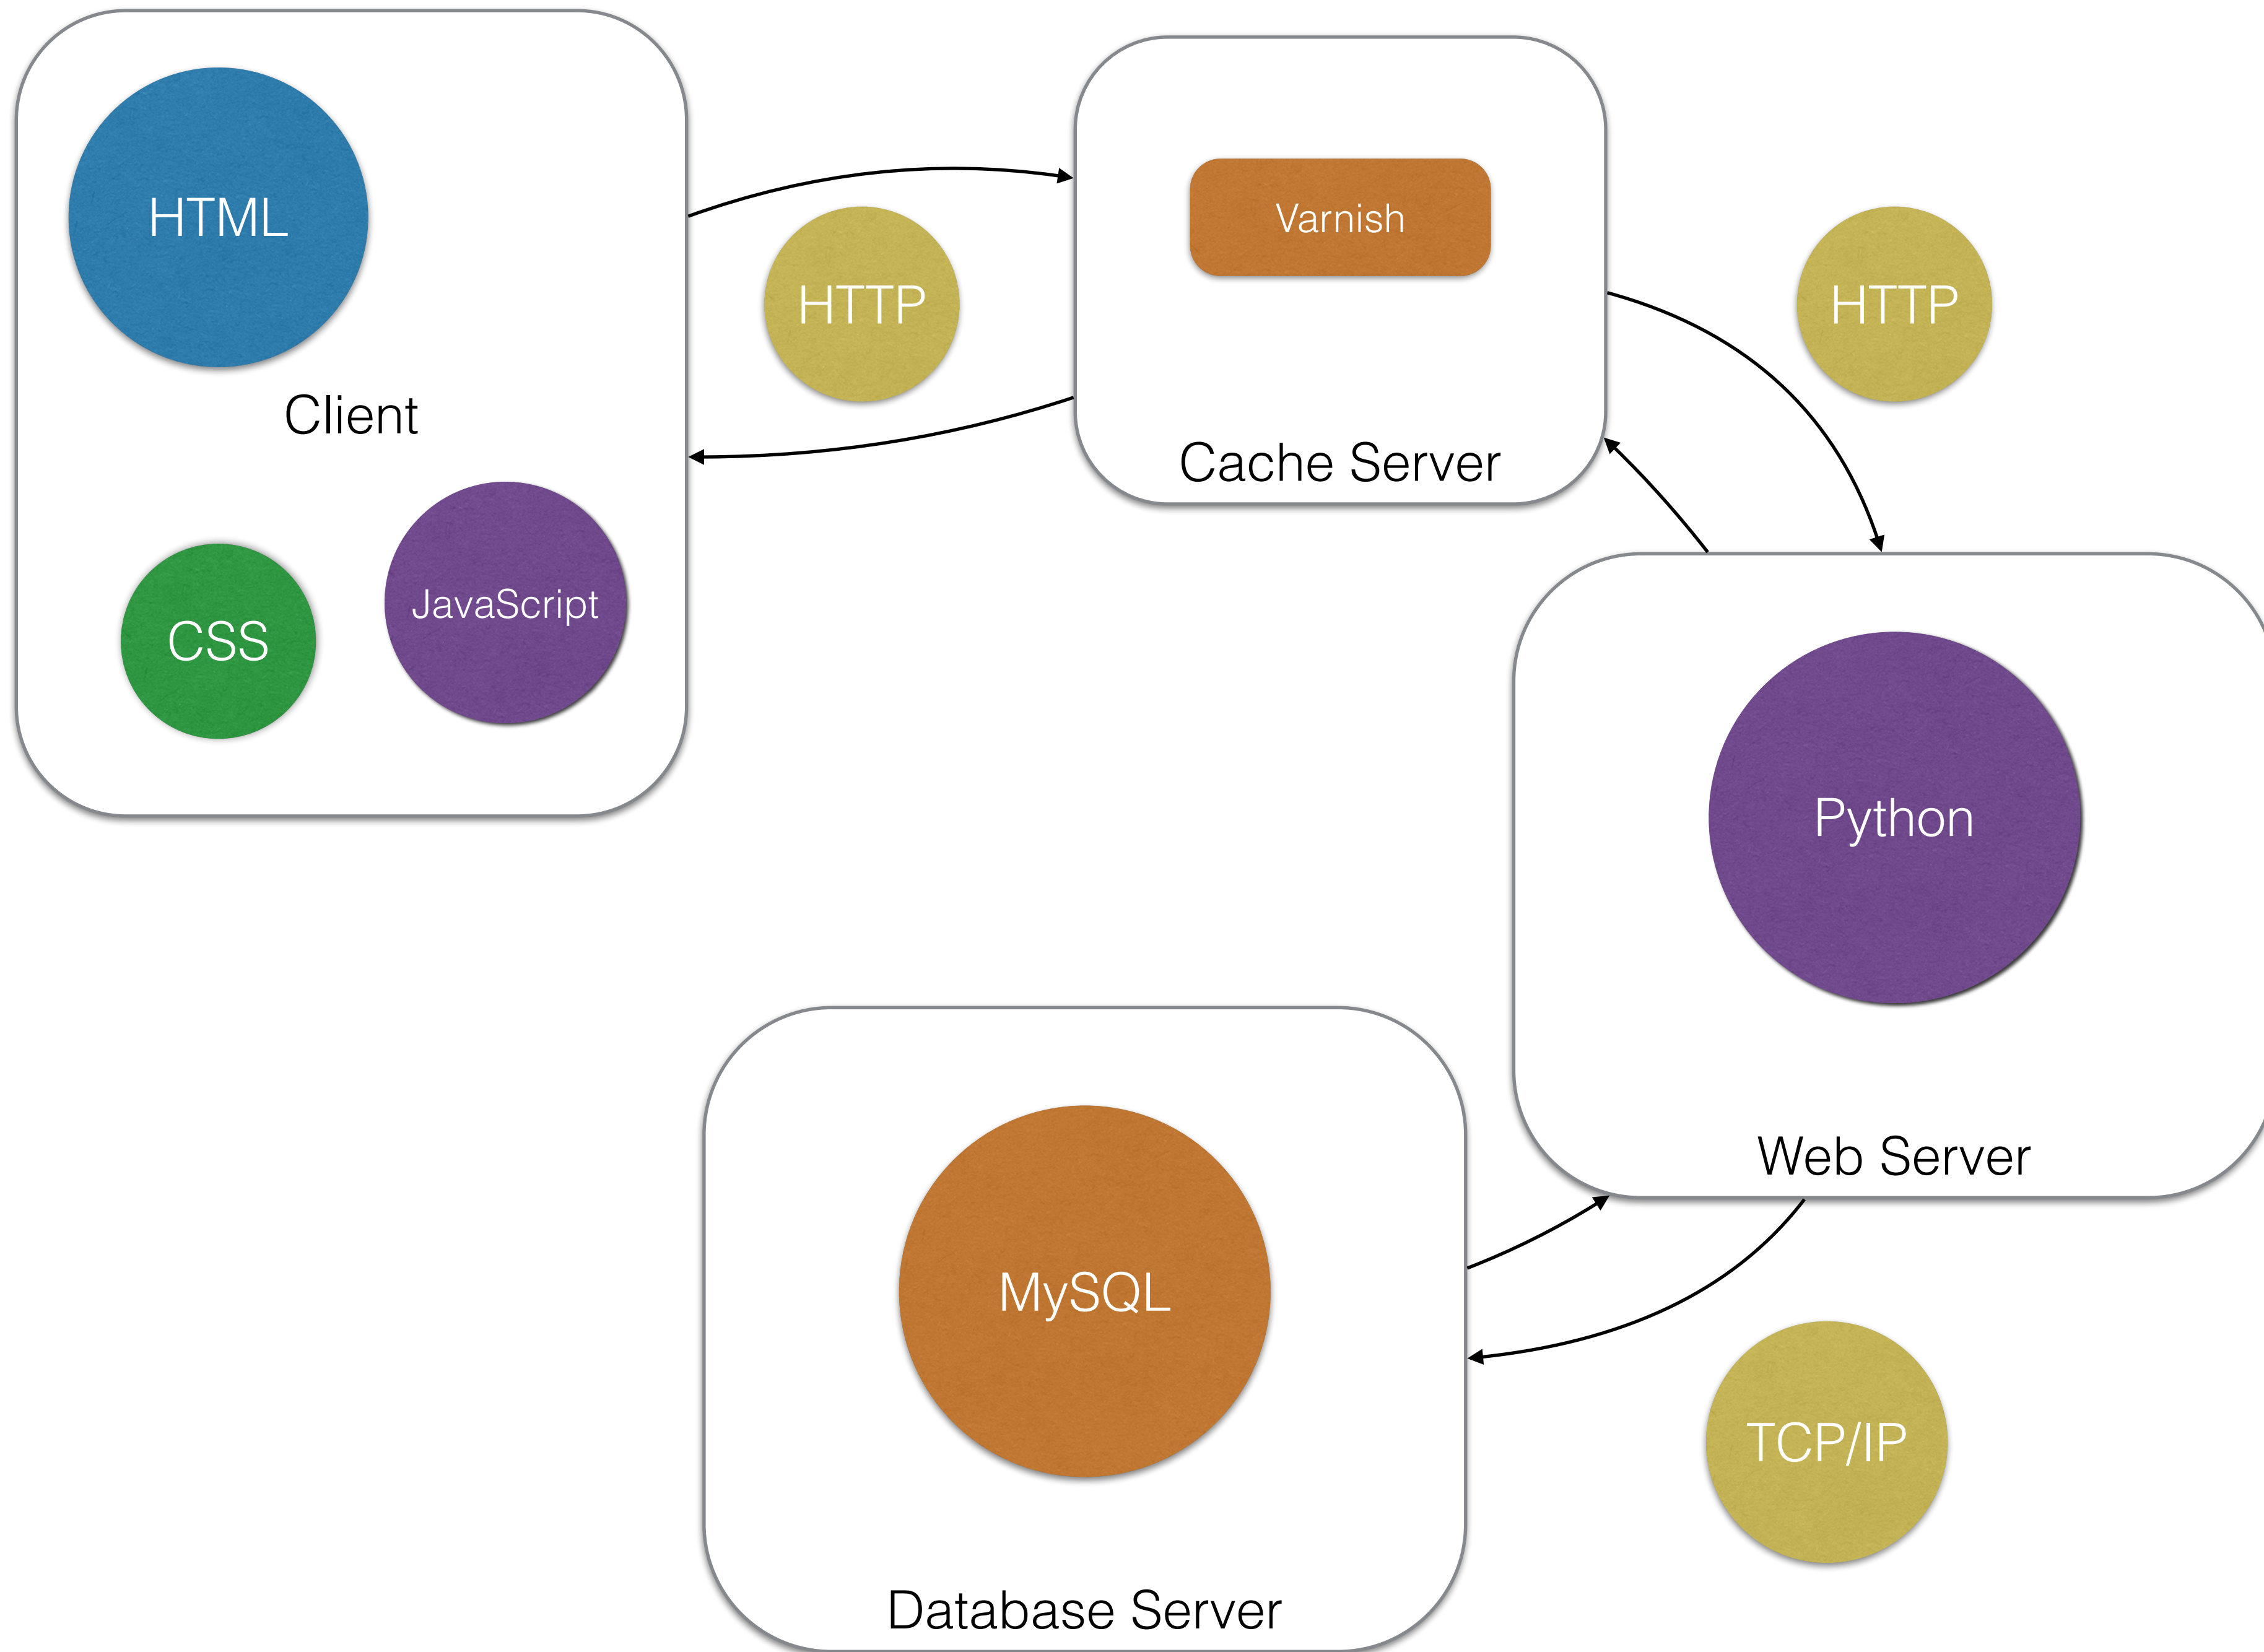 HTML
Client
CSS
JavaScript
HTTP
Varnish
Cache Server
HTTP
Python
Web Server
MySQL
Database Server
TCP/IP